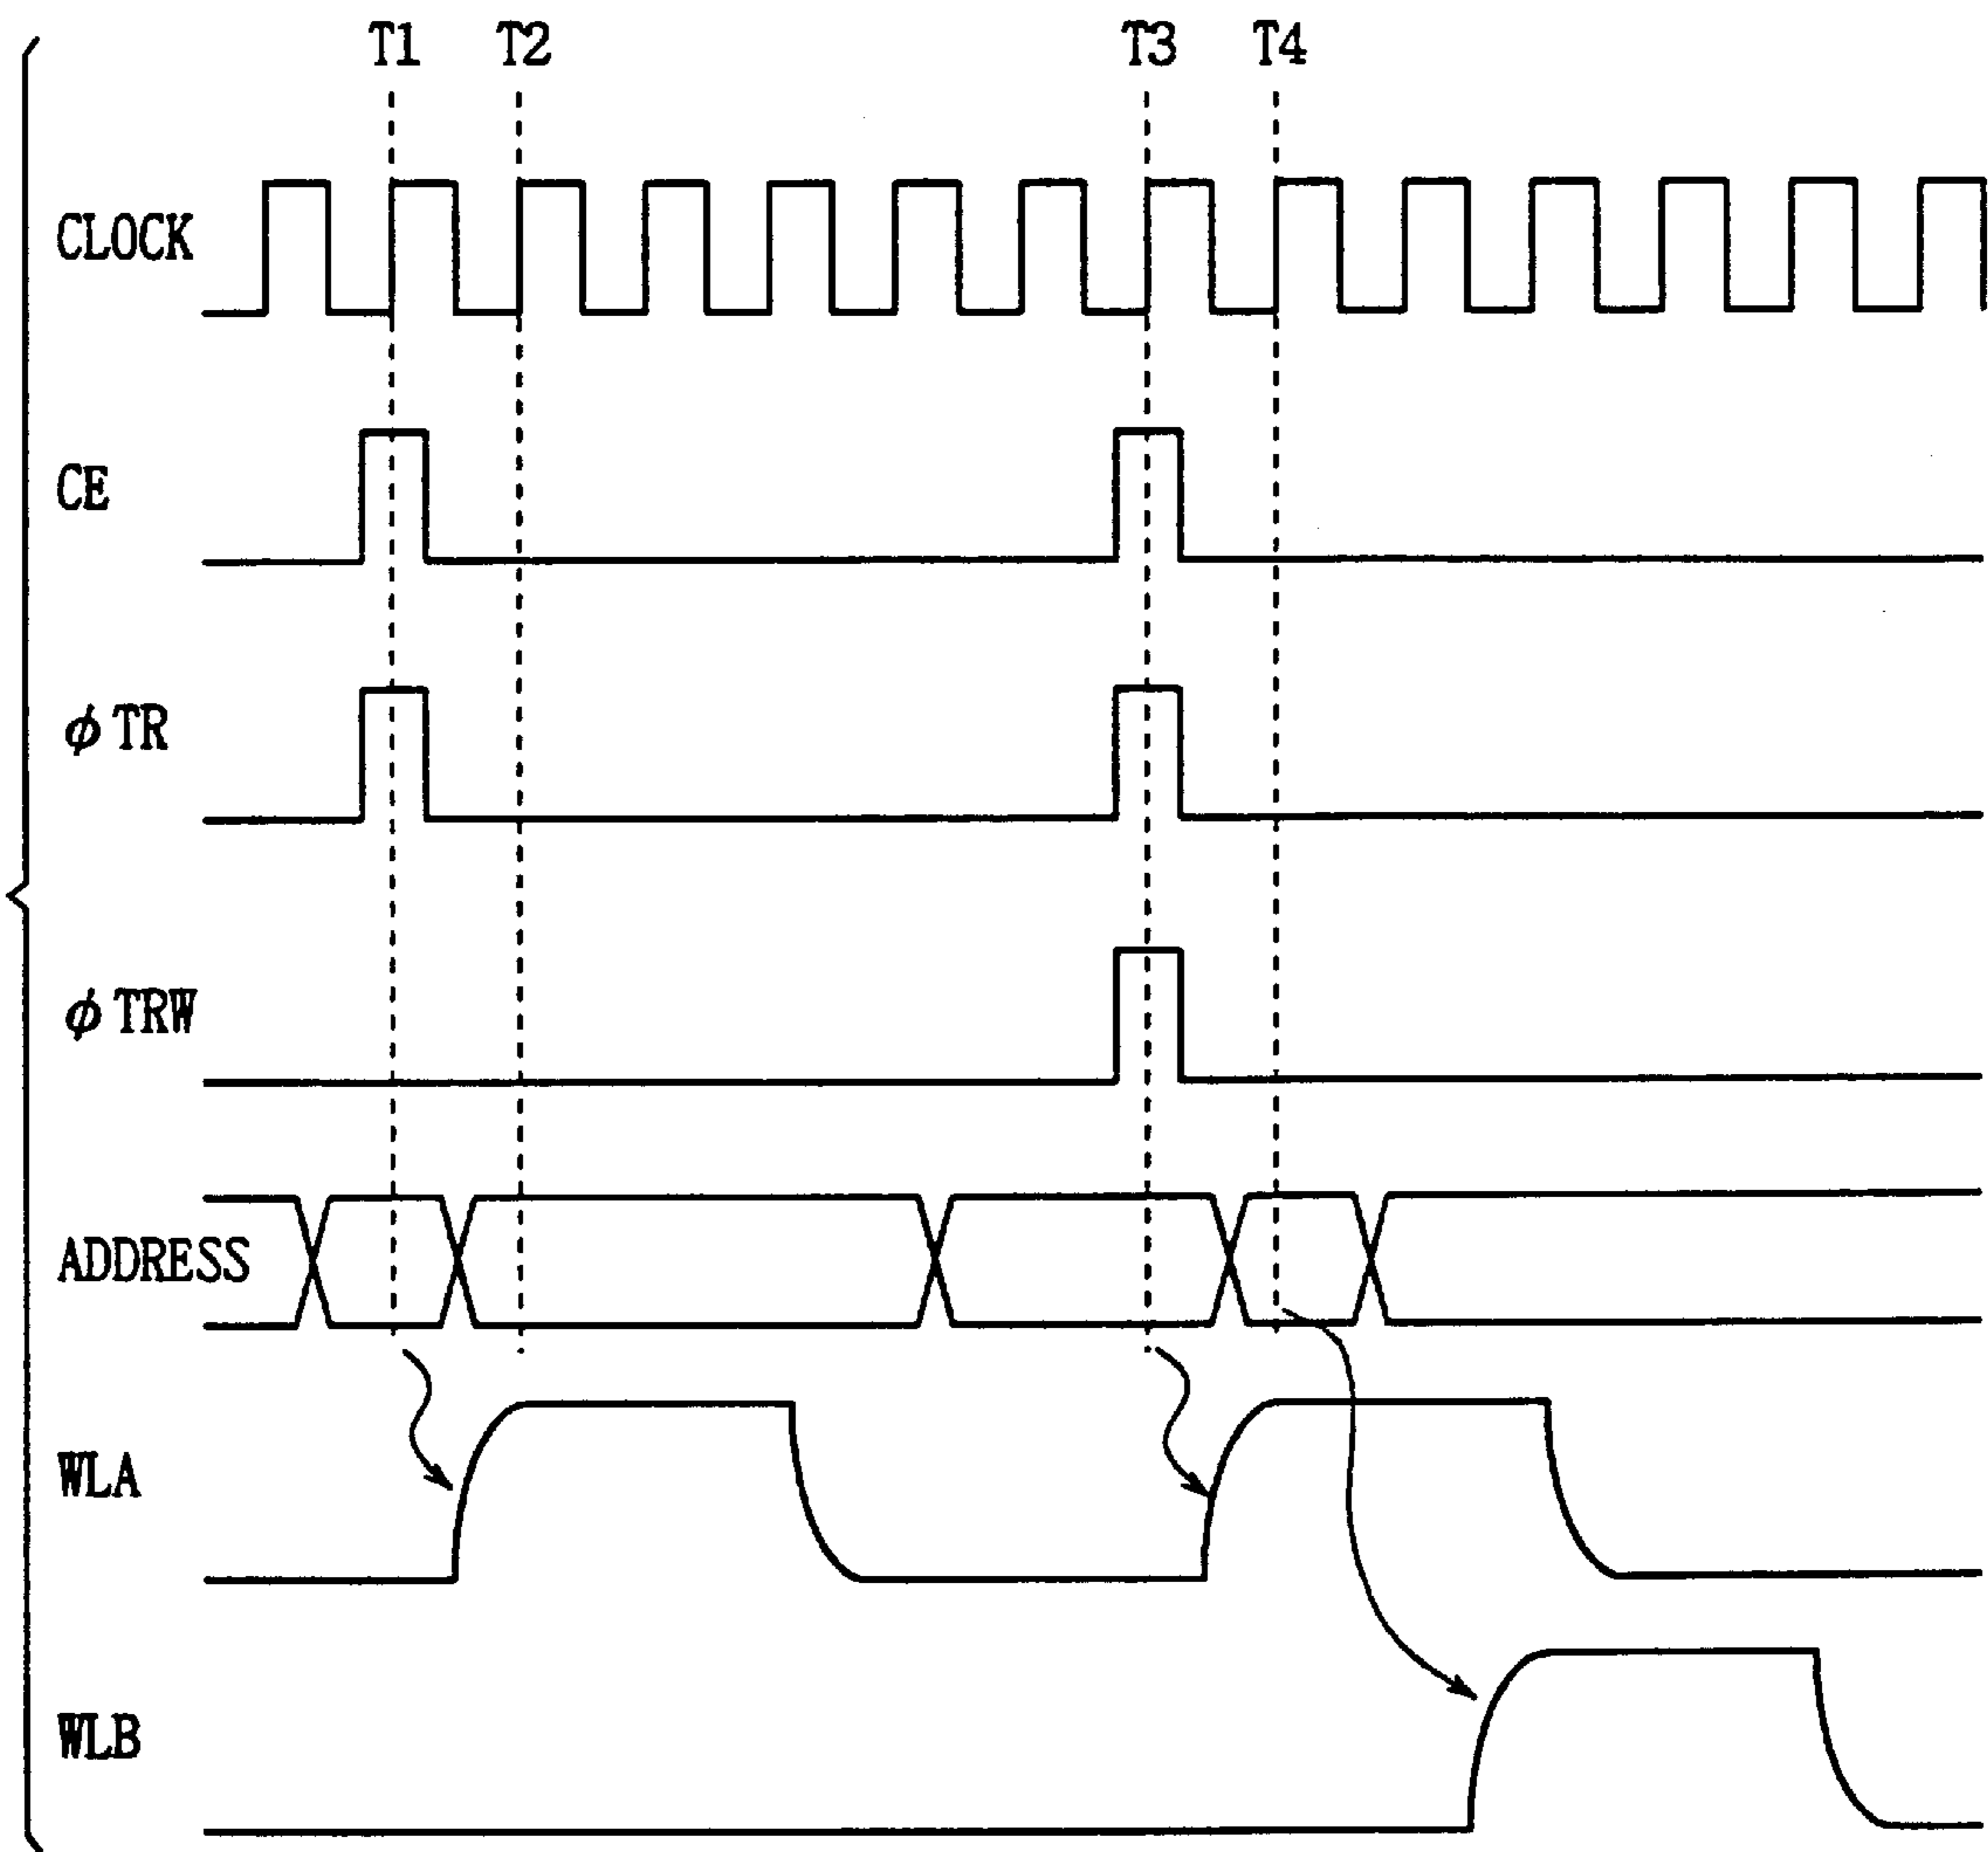 T1 T2 T3 T4
CLOCK
CE
φTR
φTRW
ADDRESS
WLA
WLB